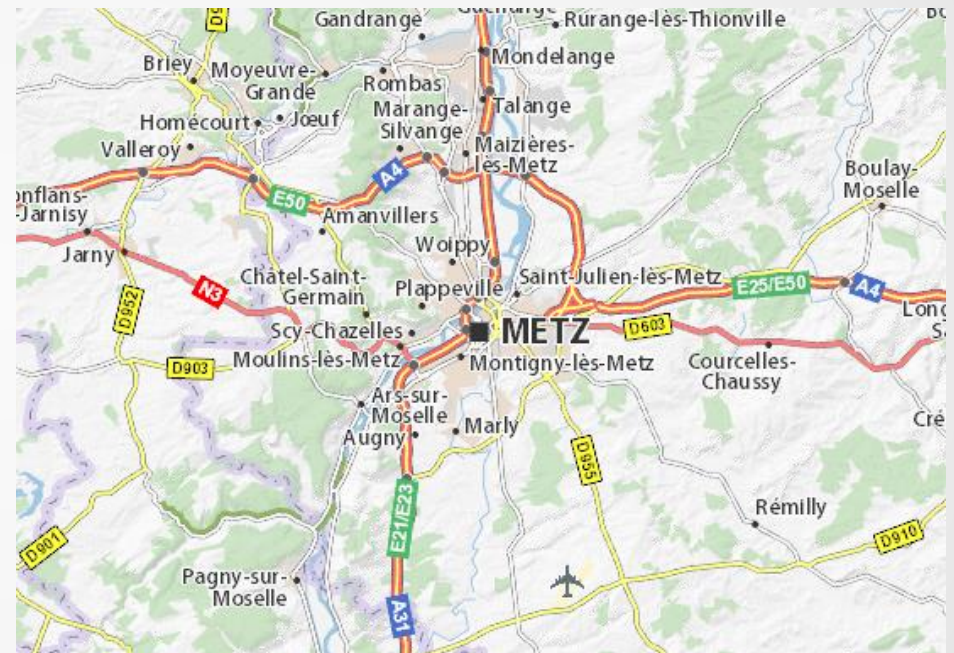 Gandrange
Rurange-lès-Thionville
Mondelange
Briey
Moyeuvre-
Grande
Rombas
Talange
Marange-
Silvange
Homécourt
Jœuf
Valleroy
Maizières-
lès-Metz
Boulay-
Moselle
A4
E50
onflans-
-Jarnisy
Amanvillers
Jarny
Woippy
Saint-Julien-lès-Metz
E25/E50
A4
N3
Châtel-Saint-
Germain
Plappeville
D952
Scy-Chazelles
METZ
D603
Moulins-lès-Metz
Montigny-lès-Metz
D903
Courcelles-
Chaussy
Ars-sur-
Moselle
Augny
Marly
Cré
D955
E21/E23
Rémilly
D901
D910
Pagny-sur-
Moselle
A31